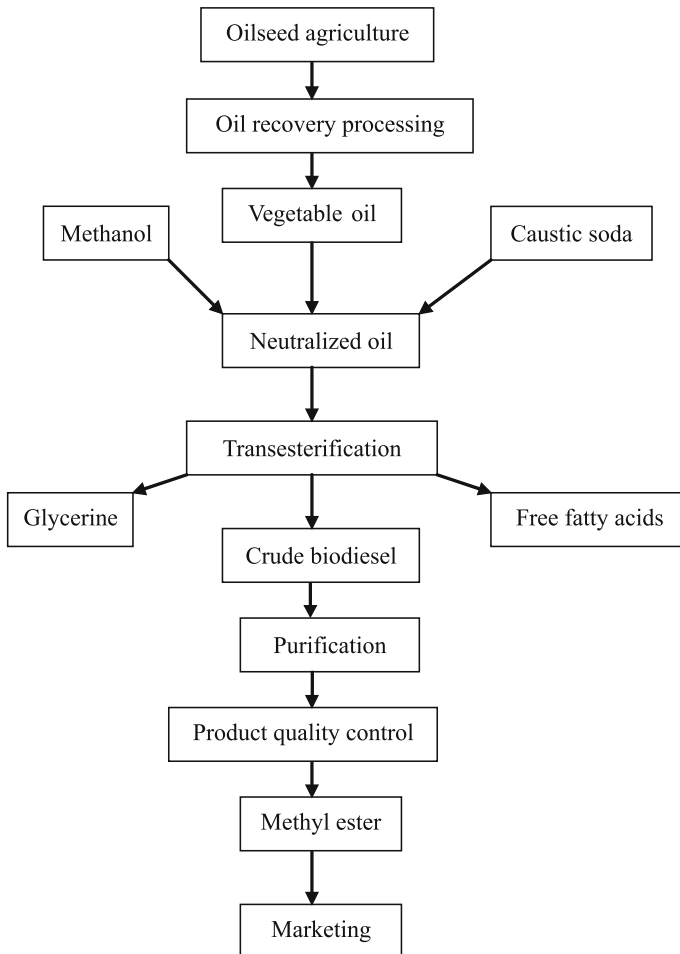 Oilseed agriculture
Oil recovery processing
Vegetable oil
Methanol
Caustic soda
Neutralized oil
Transesterification
Glycerine
Free fatty acids
Crude biodiesel
Purification
Product quality control
Methyl ester
Marketing